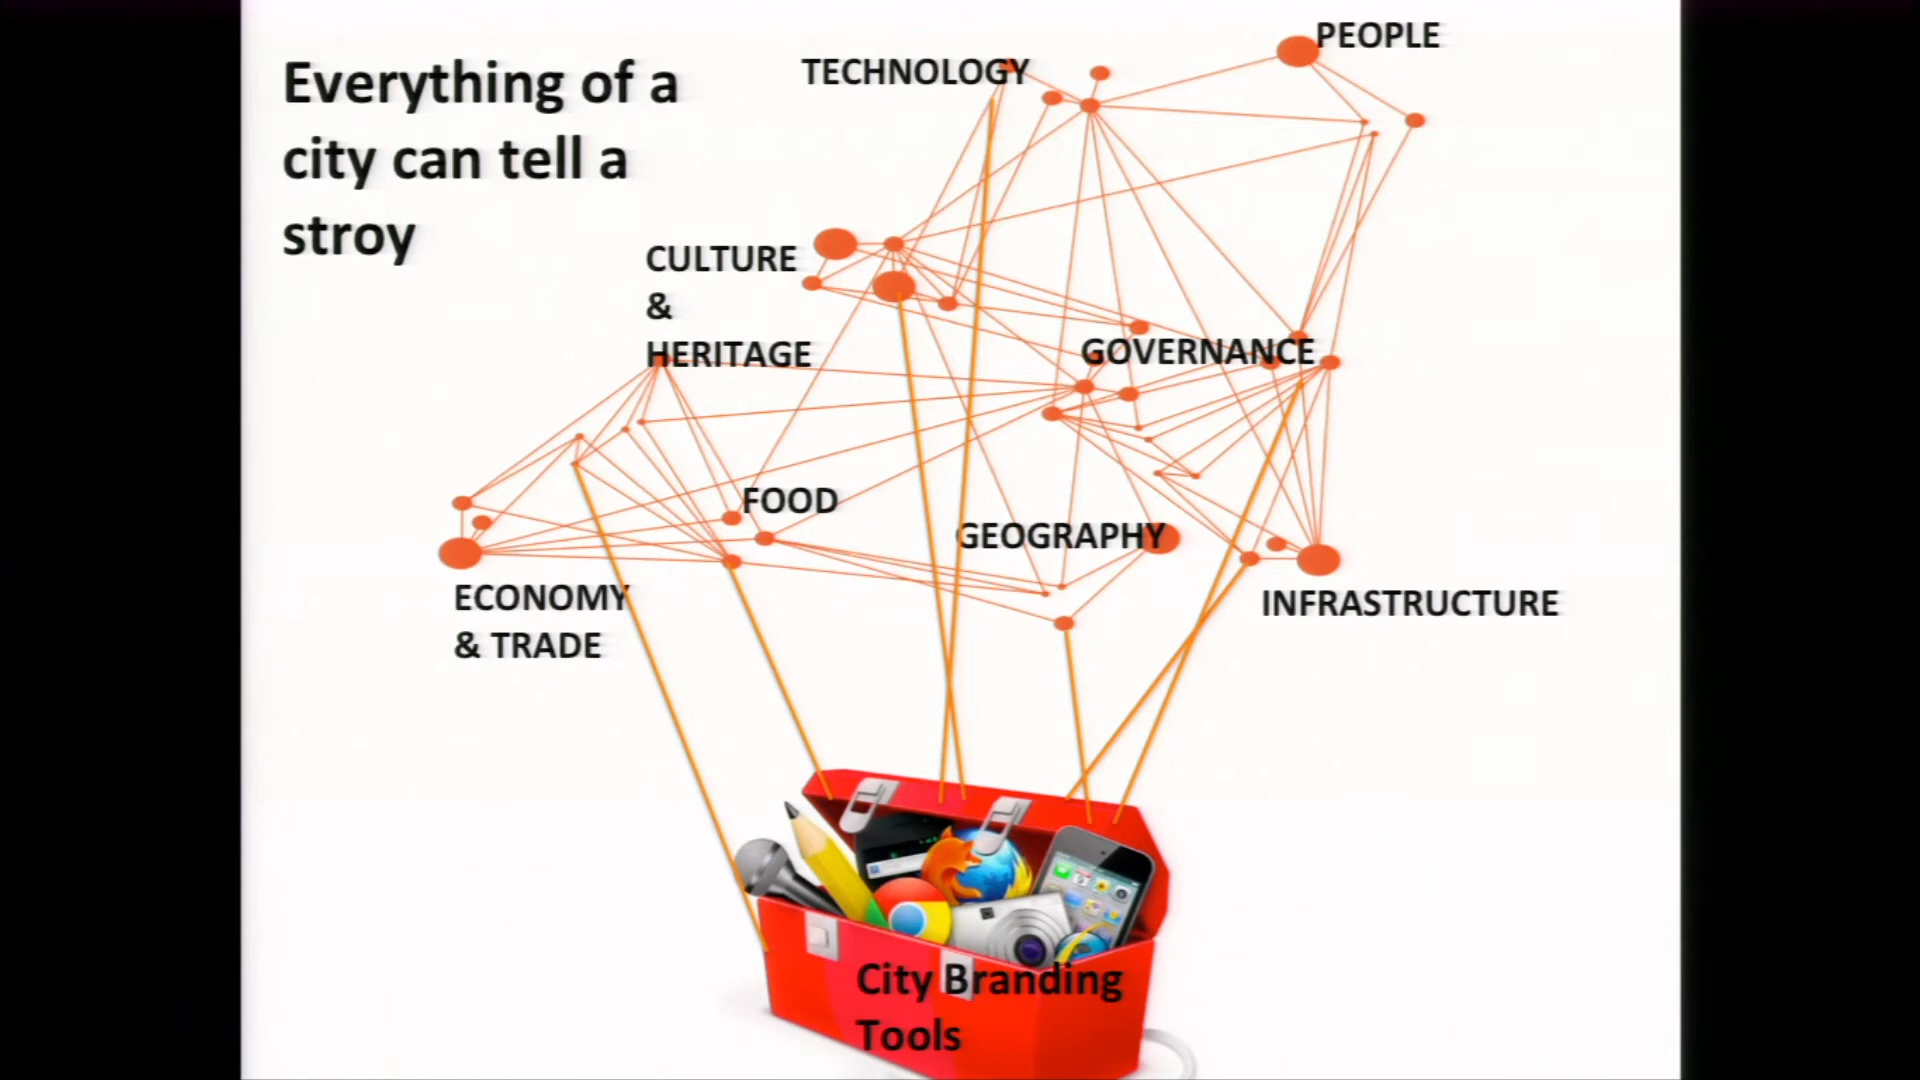 Everything of a
city can tell a
stroy
PEOPLE
TECHNOLOGY
CULTURE
&
HERITAGE
GOVERNANCE
FOOD
GEOGRAPHY
ECONOMY
& TRADE
INFRASTRUCTURE
City Branding
Tools